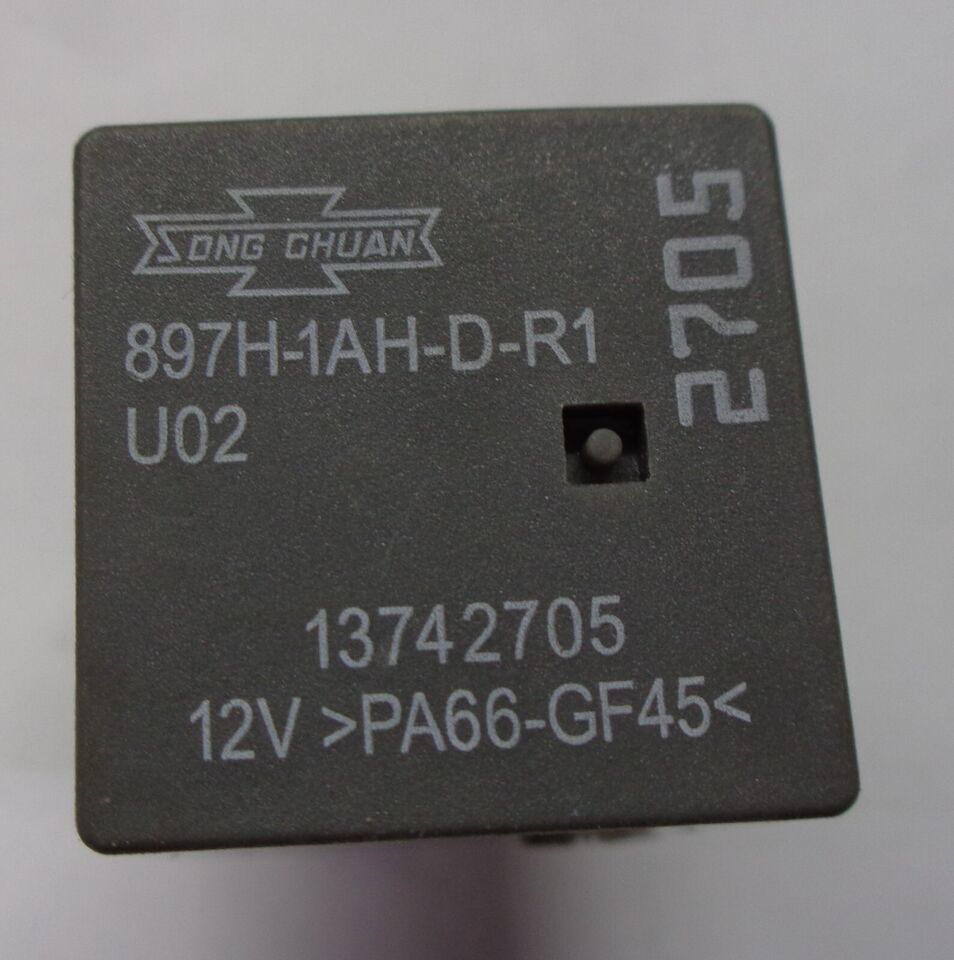 SONG CHUAN
897H-1AH-D-R1
U02
2705
13742705
12V >PA66-GF45<